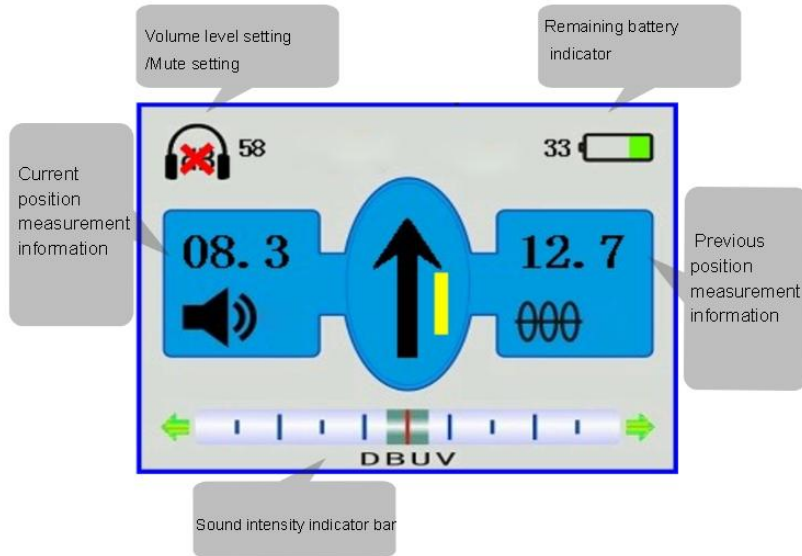 Volume level setting
/Mute setting
Remaining battery
indicator
58
33
Current
position
measurement
information
08.3
12.7
Previous
position
measurement
information
DBUV
Sound intensity indicator bar